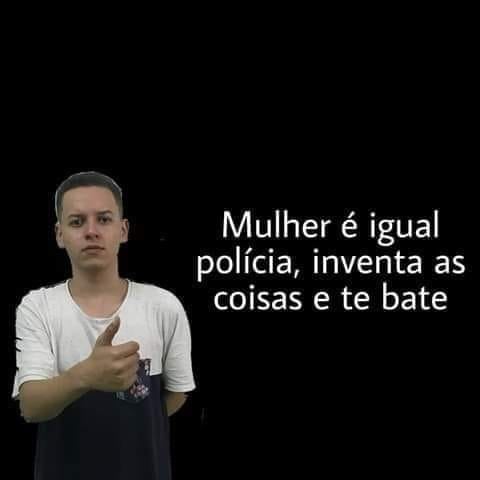 Mulher é igual
polícia, inventa as
coisas e te bate